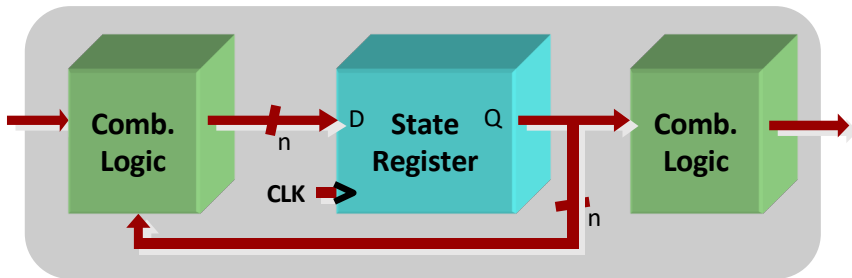 Comb.
Logic
n
D
State
Register
Q
CLK
n
Comb.
Logic